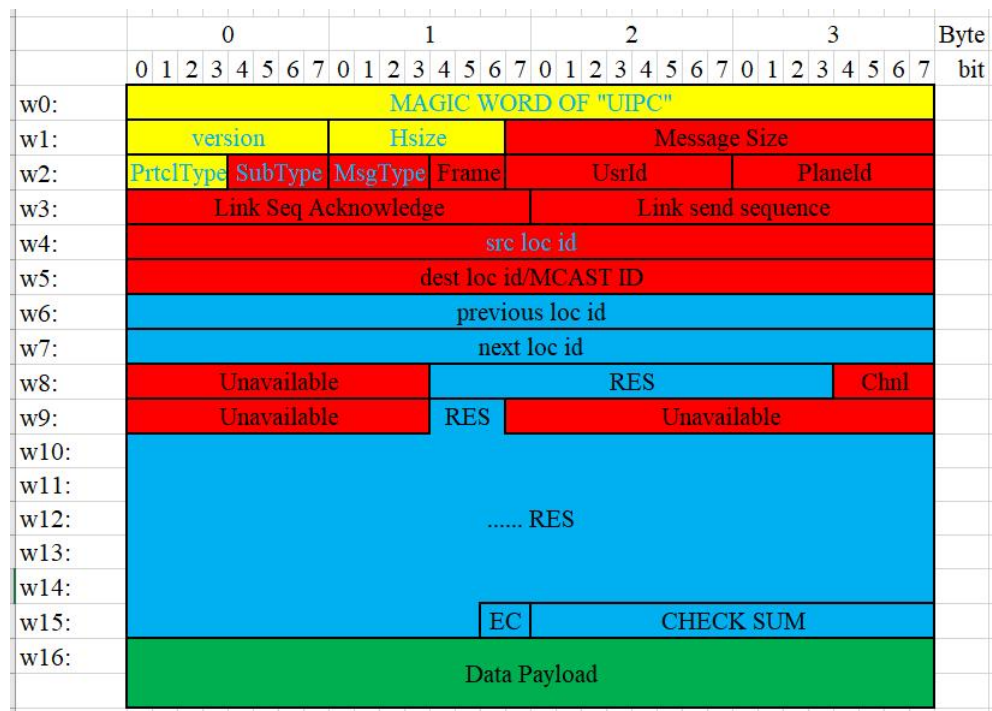 0 1 2 3 Byte
0 1 2 3 4 5 6 7 0 1 2 3 4 5 6 7 0 1 2 3 4 5 6 7 0 1 2 3 4 5 6 7 bit
w0: MAGIC WORD OF "UIPC"
w1: version Hsize Message Size
w2: PrtclType SubType MsgType Frame UsrId PlaneId
w3: Link Seq Acknowledge Link send sequence
w4: src loc id
w5: dest loc id/MCAST ID
w6: previous loc id
w7: next loc id
w8: Unavailable RES Chnl
w9: Unavailable RES Unavailable
w10:
w11:
w12: ...... RES
w13:
w14:
w15: EC CHECK SUM
w16:
Data Payload